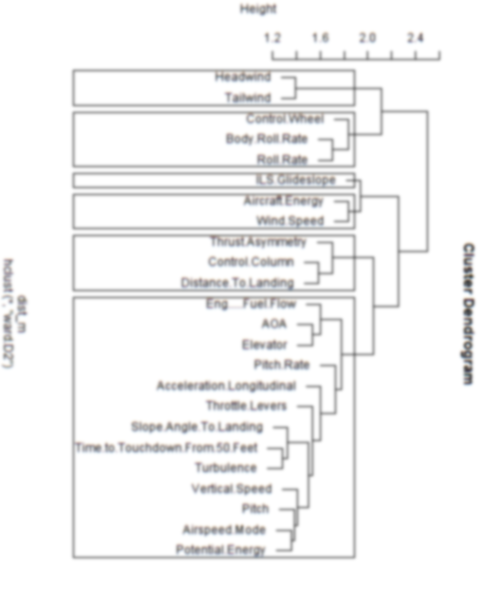 Height
1.2 1.6 2.0 2.4
Headwind
Tailwind
Control.Wheel
Body.Roll.Rate
Roll.Rate
ILS.Glideslope
Aircraft.Energy
Wind.Speed
Thrust.Asymmetry
Control.Column
Distance.To.Landing
Eng....Fuel.Flow
AOA
Elevator
Pitch.Rate
Acceleration.Longitudinal
Throttle.Levers
Slope.Angle.To.Landing
Time.to.Touchdown.From.50.Feet
Turbulence
Vertical.Speed
Pitch
Airspeed.Mode
Potential.Energy
Cluster Dendrogram
dist_m
hclust (*, "ward.D2")